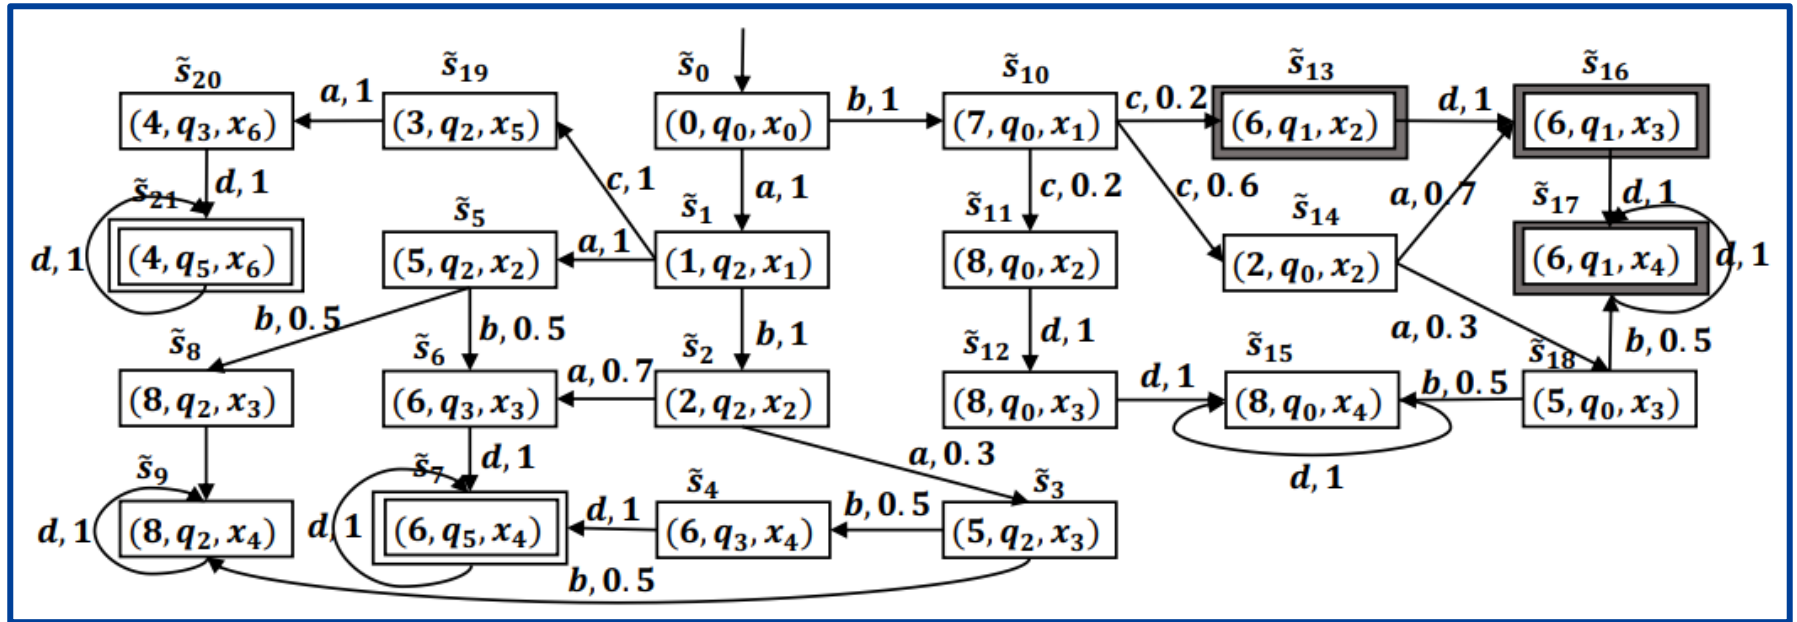 s̃₂₀ s̃₁₉ s̃₀ s̃₁₀ s̃₁₃ s̃₁₆
(4, q₃, x₆) a, 1 (3, q₂, x₅) (0, q₀, x₀) b, 1 (7, q₀, x₁) c, 0.2 (6, q₁, x₂) d, 1 (6, q₁, x₃)
s̃₂₁ d, 1 c, 1 a, 1 c, 0.2 c, 0.6 a, 0.7 d, 1
s̃₅ s̃₁ s̃₁₁ s̃₁₄ s̃₁₇
d, 1 (4, q₅, x₆) (5, q₂, x₂) a, 1 (1, q₂, x₁) (8, q₀, x₂) (2, q₀, x₂) (6, q₁, x₄) d, 1
b, 0.5 b, 0.5 b, 1 d, 1 a, 0.3 b, 0.5
s̃₈ s̃₆ s̃₂ s̃₁₂ s̃₁₅ s̃₁₈
(8, q₂, x₃) (6, q₃, x₃) a, 0.7 (2, q₂, x₂) (8, q₀, x₃) d, 1 (8, q₀, x₄) b, 0.5 (5, q₀, x₃)
s̃₉ s̃₇ d, 1 s̃₄ a, 0.3 s̃₃ d, 1
d, 1 (8, q₂, x₄) d, 1 (6, q₅, x₄) d, 1 (6, q₃, x₄) b, 0.5 (5, q₂, x₃)
b, 0.5